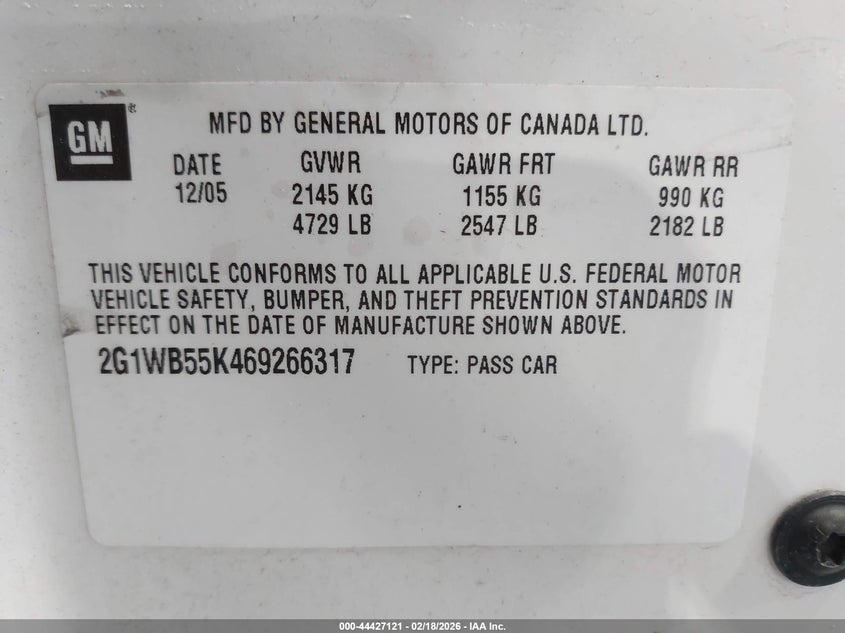 GM®
MFD BY GENERAL MOTORS OF CANADA LTD.
DATE GVWR GAWR FRT GAWR RR
12/05 2145 KG 1155 KG 990 KG
4729 LB 2547 LB 2182 LB
THIS VEHICLE CONFORMS TO ALL APPLICABLE U.S. FEDERAL MOTOR
VEHICLE SAFETY, BUMPER, AND THEFT PREVENTION STANDARDS IN
EFFECT ON THE DATE OF MANUFACTURE SHOWN ABOVE.
2G1WB55K469266317 TYPE: PASS CAR
000-44427121 - 02/18/2026 - IAA Inc.